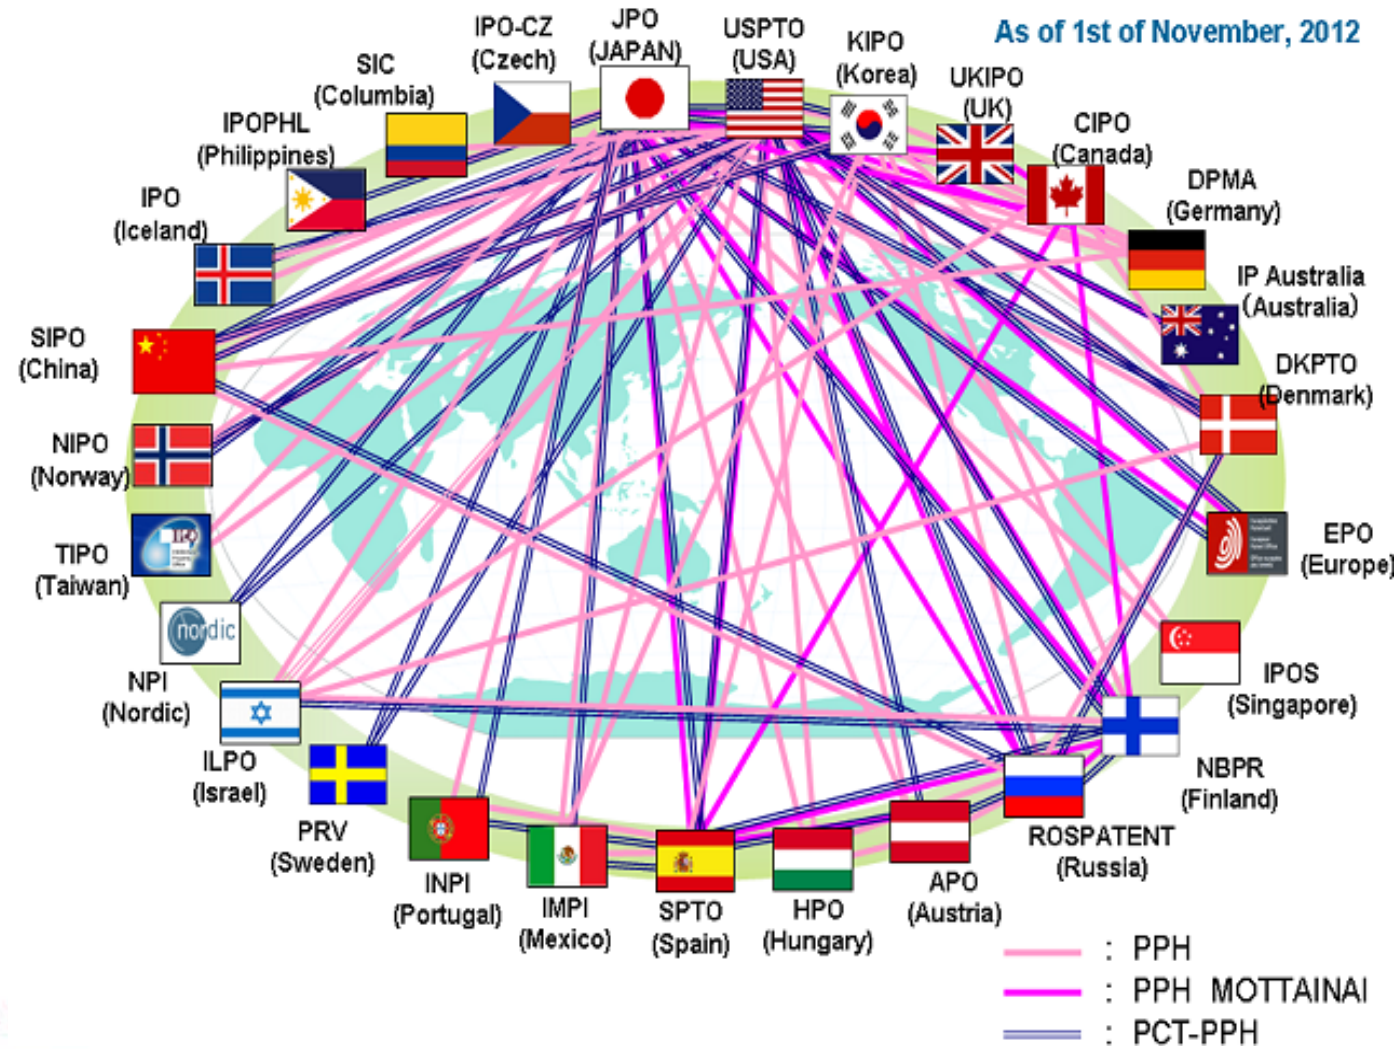 As of 1st of November, 2012
JPO
(JAPAN)
USPTO
(USA)
IPO-CZ
(Czech)
KIPO
(Korea)
SIC
(Columbia)
UKIPO
(UK)
IPOPHL
(Philippines)
CIPO
(Canada)
IPO
(Iceland)
DPMA
(Germany)
SIPO
(China)
IP Australia
(Australia)
NIPO
(Norway)
DKPTO
(Denmark)
TIPO
(Taiwan)
EPO
(Europe)
nordic
NPI
(Nordic)
IPOS
(Singapore)
ILPO
(Israel)
NBPR
(Finland)
PRV
(Sweden)
ROSPATENT
(Russia)
INPI
(Portugal)
IMPI
(Mexico)
SPTO
(Spain)
HPO
(Hungary)
APO
(Austria)
: PPH
: PPH MOTTAINAI
: PCT-PPH